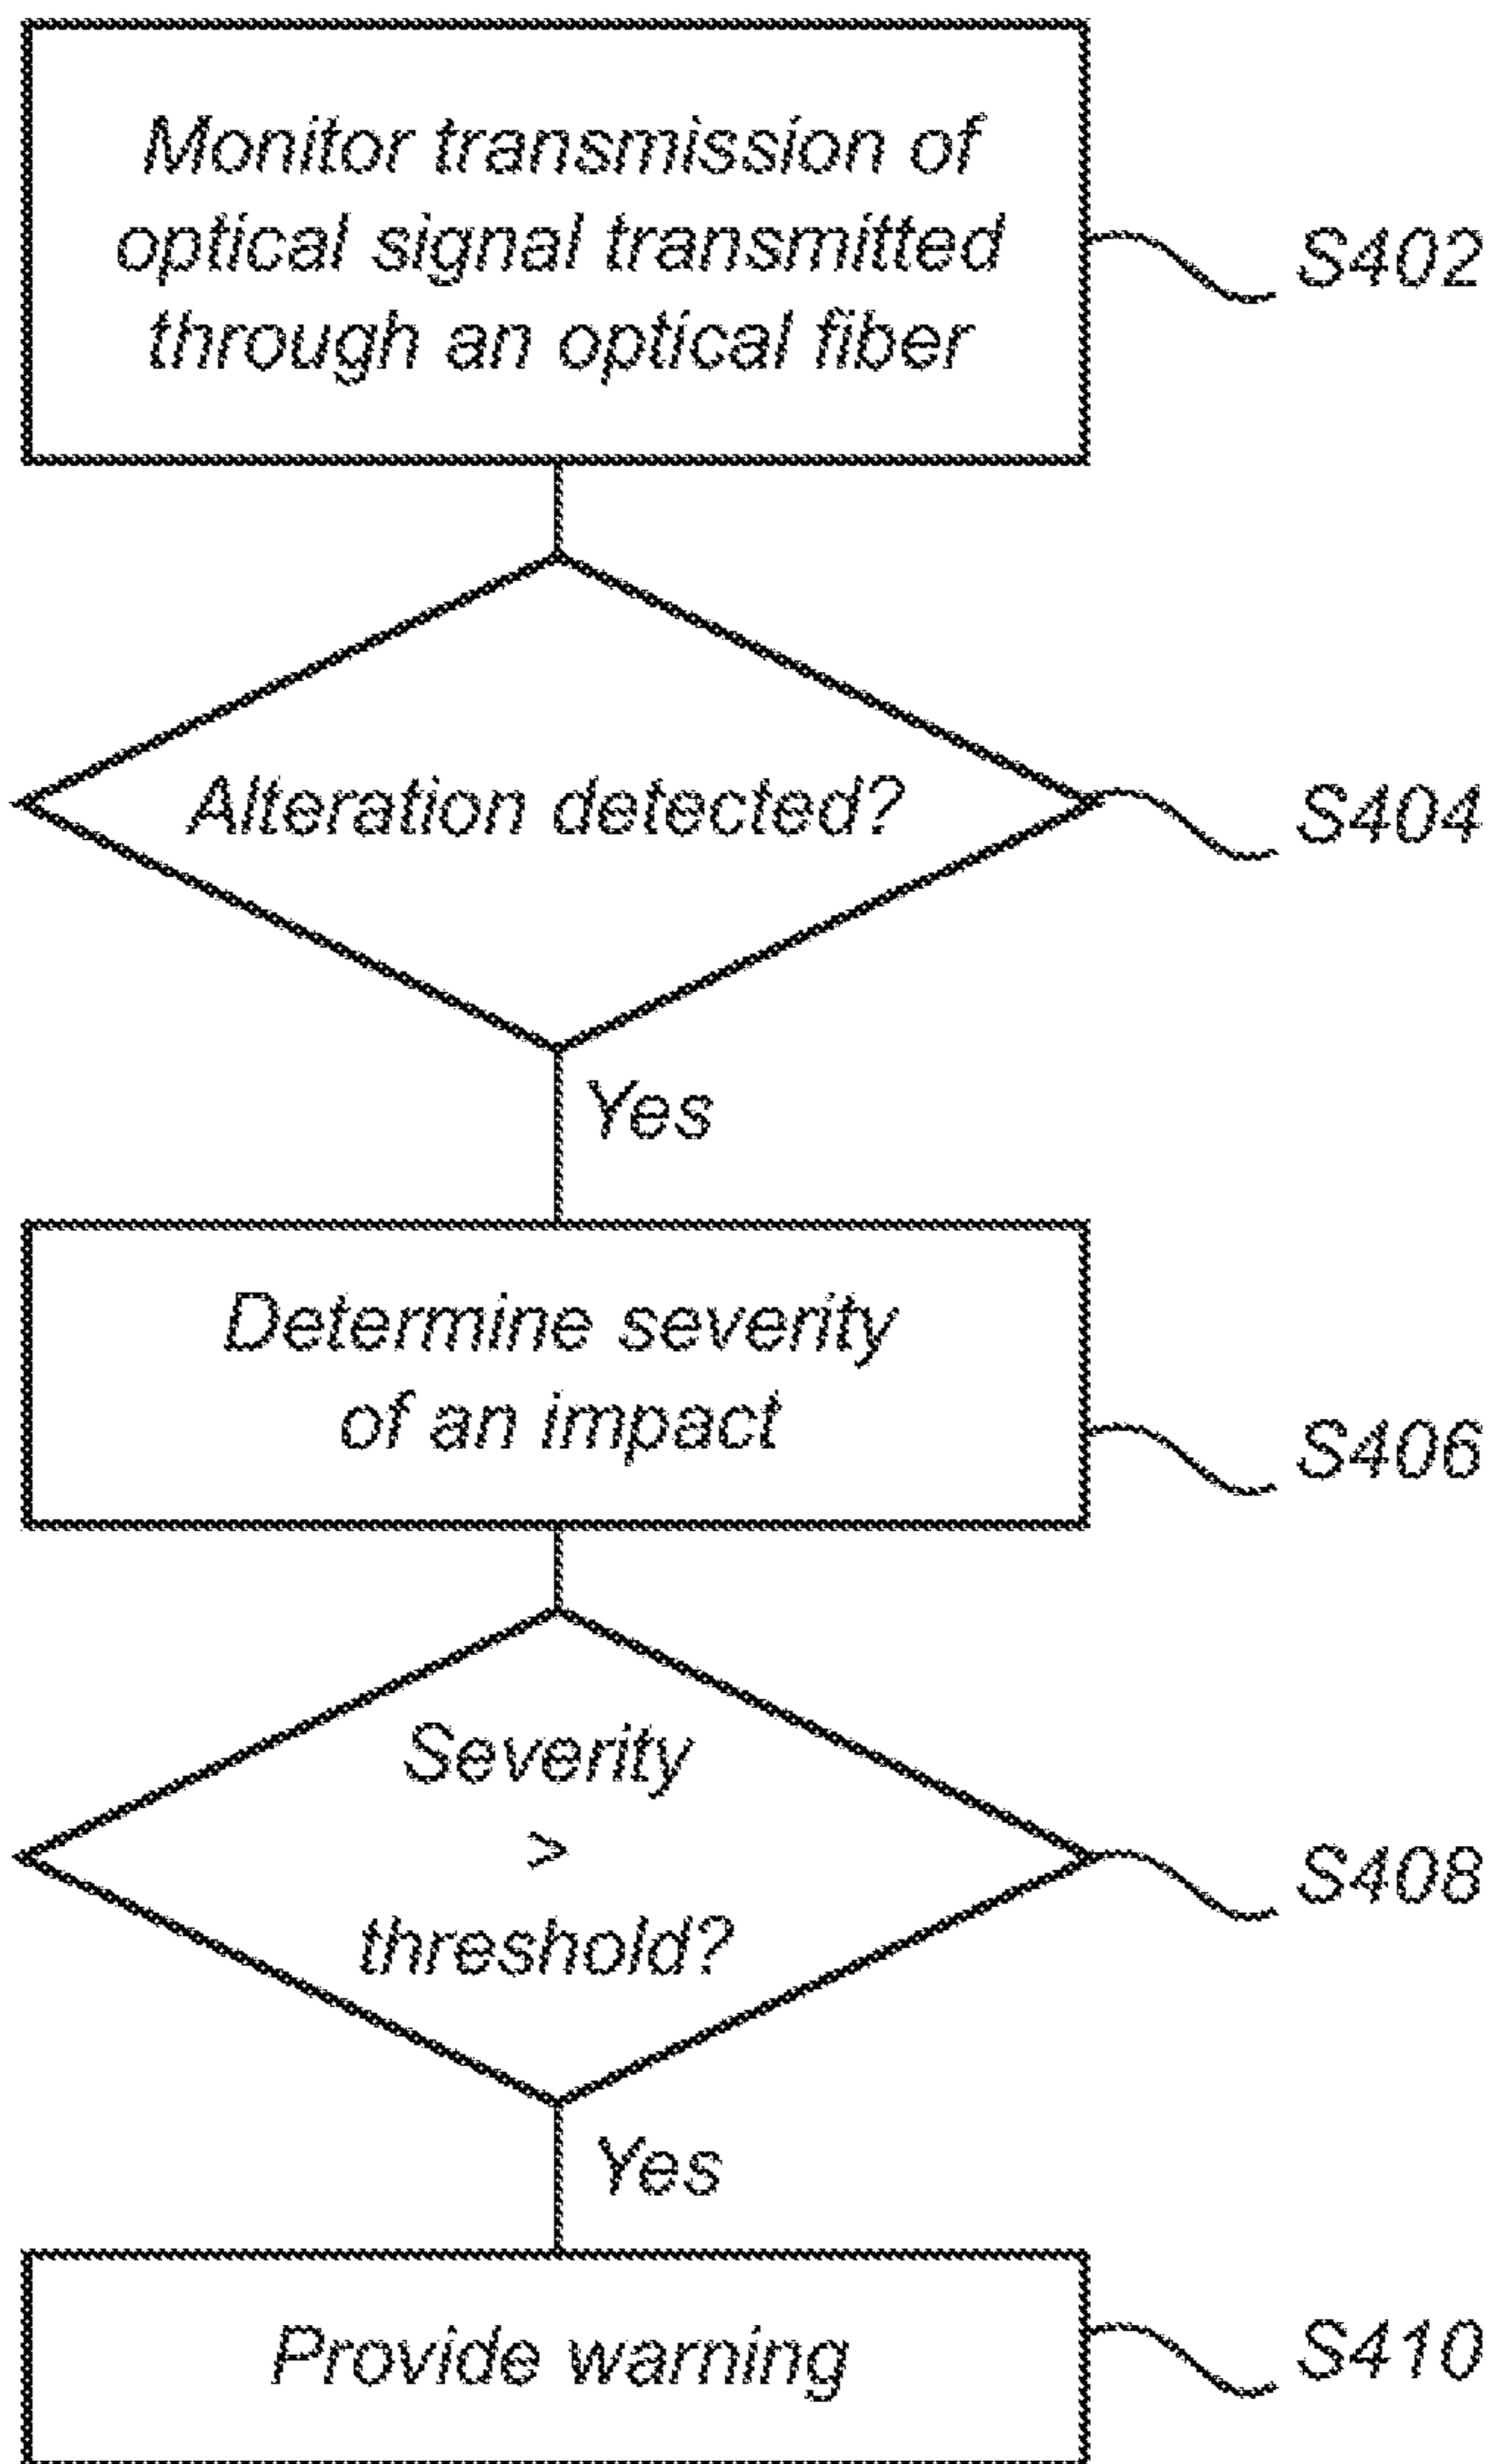 Monitor transmission of
optical signal transmitted
through an optical fiber
S402
Alteration detected?
S404
Yes
Determine severity
of an impact
S406
Severity
>
threshold?
S408
Yes
Provide warning
S410